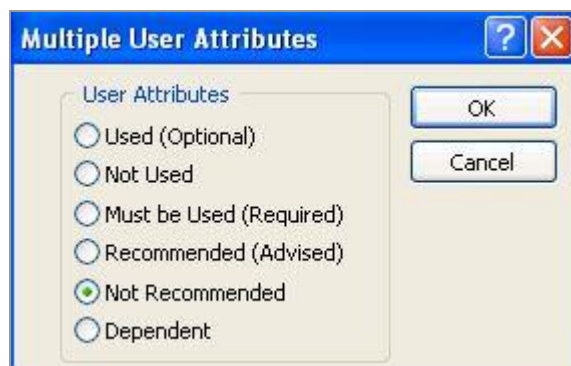 Multiple User Attributes
?
User Attributes
Used (Optional)
Not Used
Must be Used (Required)
Recommended (Advised)
Not Recommended
Dependent
OK
Cancel